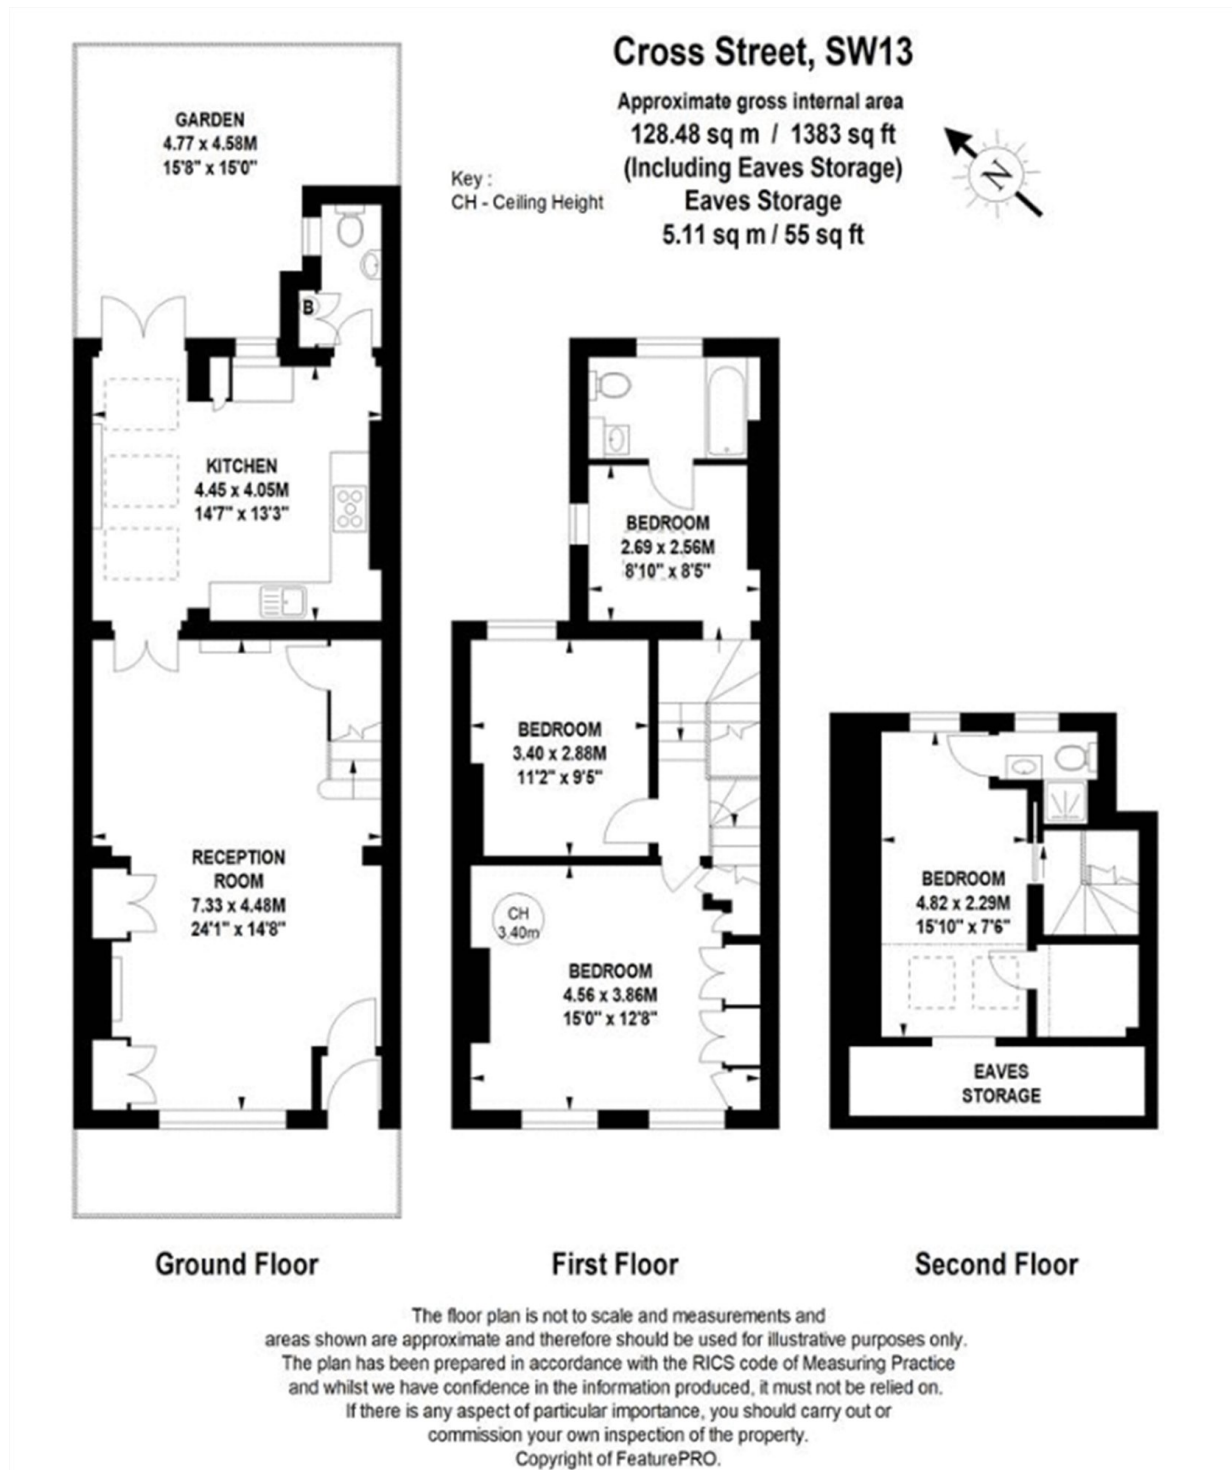 Cross Street, SW13
Approximate gross internal area
128.48 sq m / 1383 sq ft
(Including Eaves Storage)
Eaves Storage
5.11 sq m / 55 sq ft
Key :
CH - Ceiling Height
N
GARDEN
4.77 x 4.58M
15'8" x 15'0"
B
KITCHEN
4.45 x 4.05M
14'7" x 13'3"
RECEPTION
ROOM
7.33 x 4.48M
24'1" x 14'8"
BEDROOM
2.69 x 2.56M
8'10" x 8'5"
BEDROOM
3.40 x 2.88M
11'2" x 9'5"
CH
3.40m
BEDROOM
4.56 x 3.86M
15'0" x 12'8"
BEDROOM
4.82 x 2.29M
15'10" x 7'6"
EAVES
STORAGE
Ground Floor
First Floor
Second Floor
The floor plan is not to scale and measurements and
areas shown are approximate and therefore should be used for illustrative purposes only.
The plan has been prepared in accordance with the RICS code of Measuring Practice
and whilst we have confidence in the information produced, it must not be relied on.
If there is any aspect of particular importance, you should carry out or
commission your own inspection of the property.
Copyright of FeaturePRO.